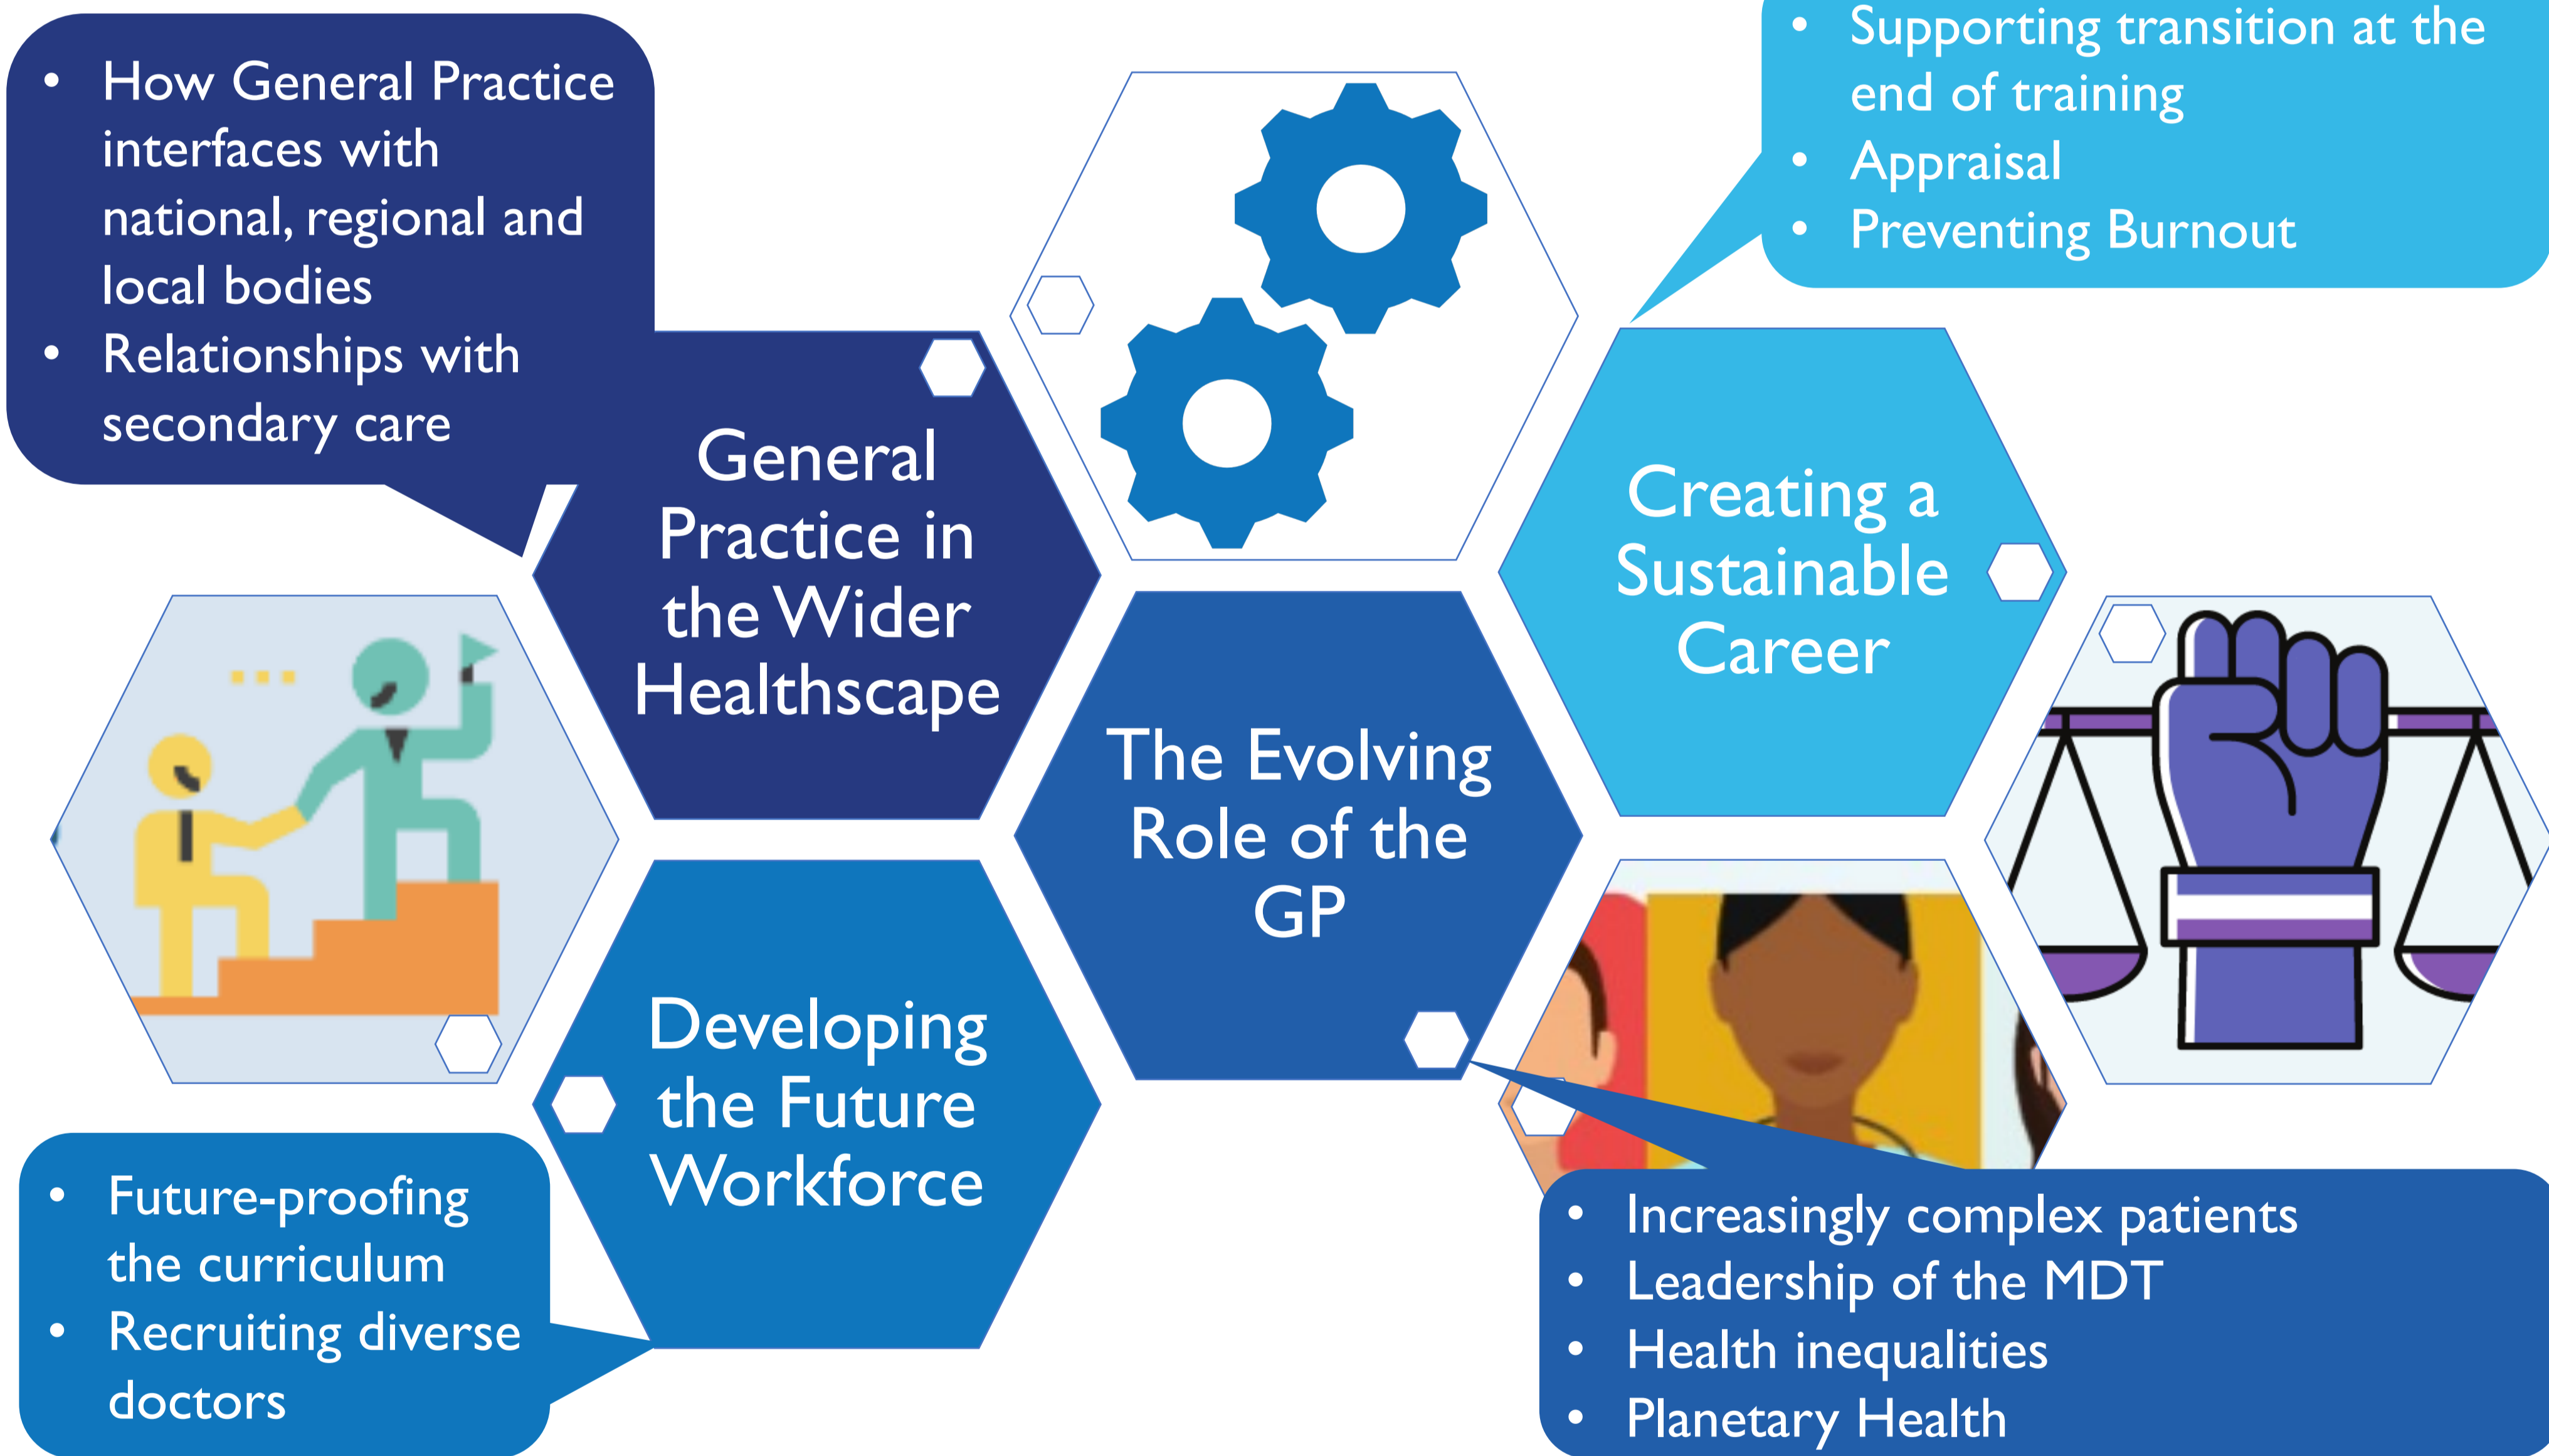 • How General Practice
interfaces with
national, regional and
local bodies
• Relationships with
secondary care
General
Practice in
the Wider
Healthscape
• Supporting transition at the
end of training
• Appraisal
• Preventing Burnout
Creating a
Sustainable
Career
The Evolving
Role of the
GP
• Increasingly complex patients
• Leadership of the MDT
• Health inequalities
• Planetary Health
Developing
the Future
Workforce
• Future-proofing
the curriculum
• Recruiting diverse
doctors